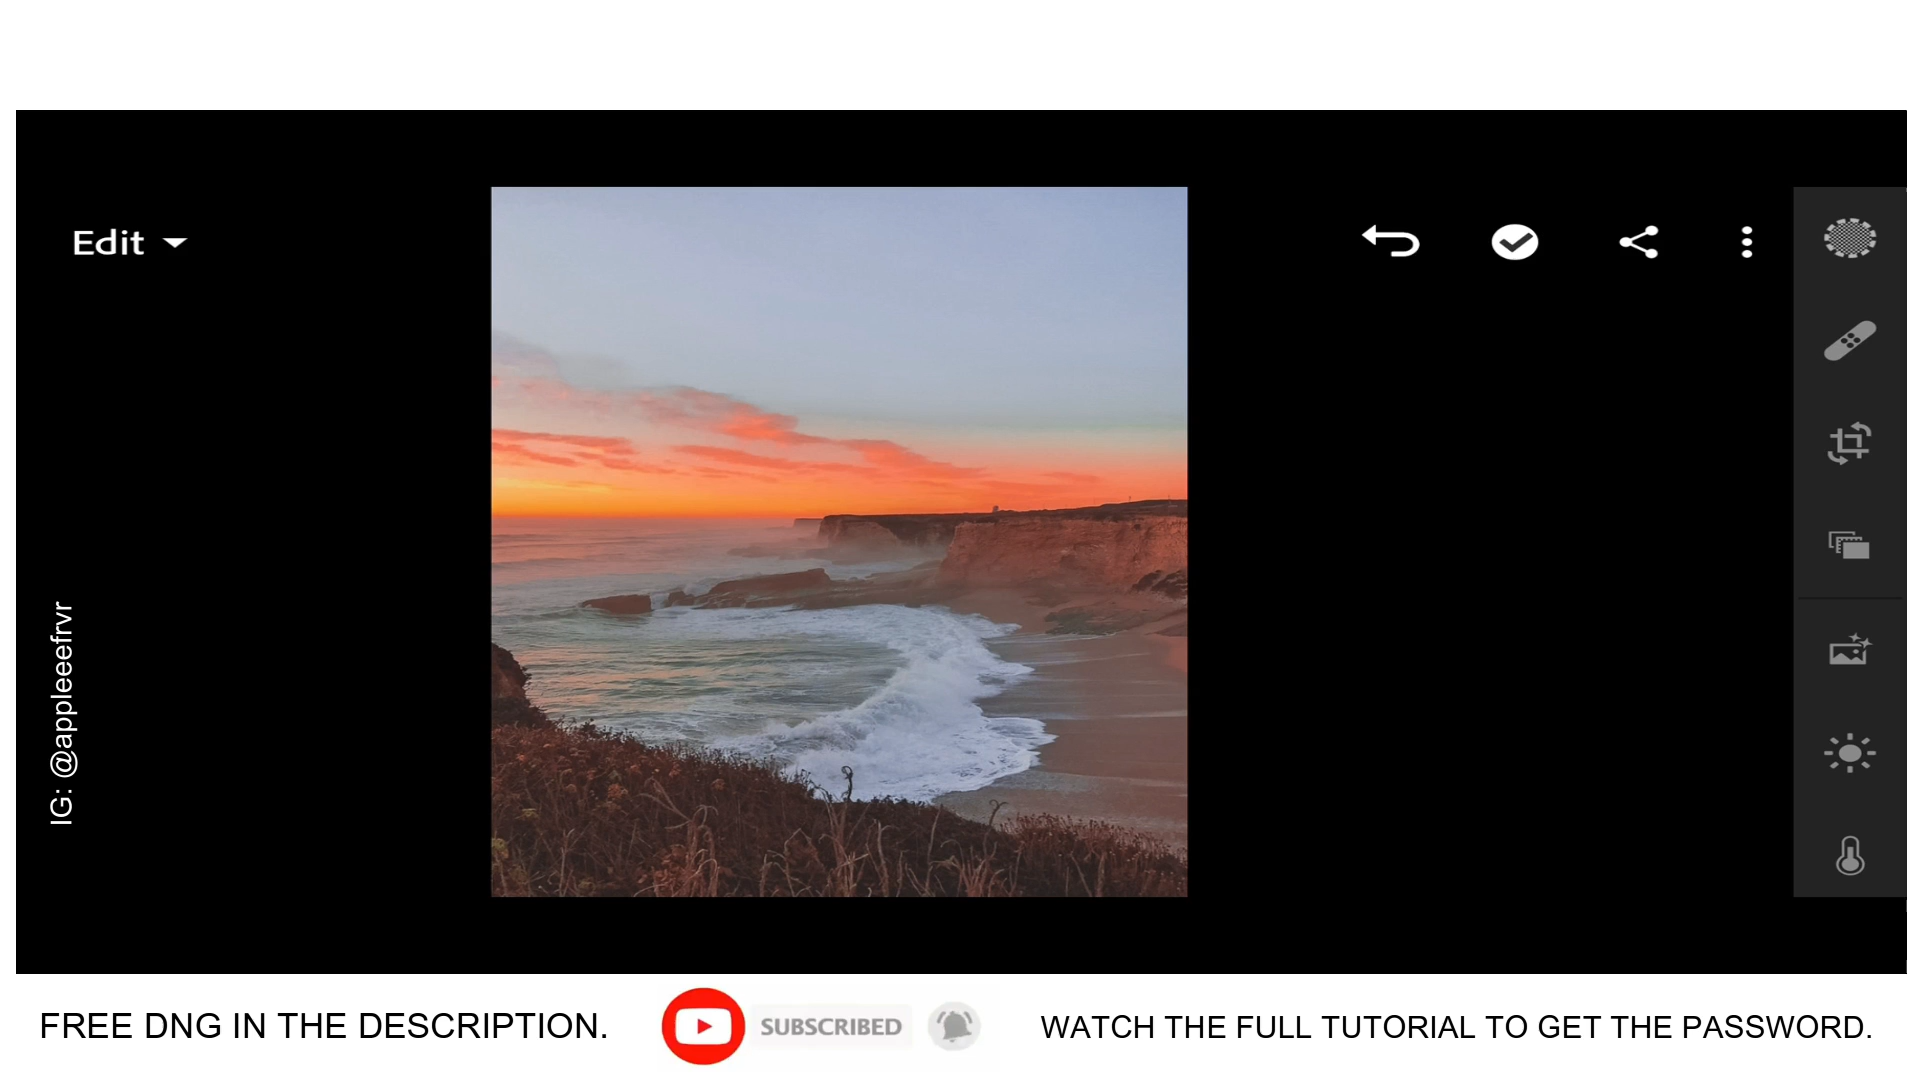 Edit
IG: @appleeefrvr
FREE DNG IN THE DESCRIPTION.
SUBSCRIBED
WATCH THE FULL TUTORIAL TO GET THE PASSWORD.